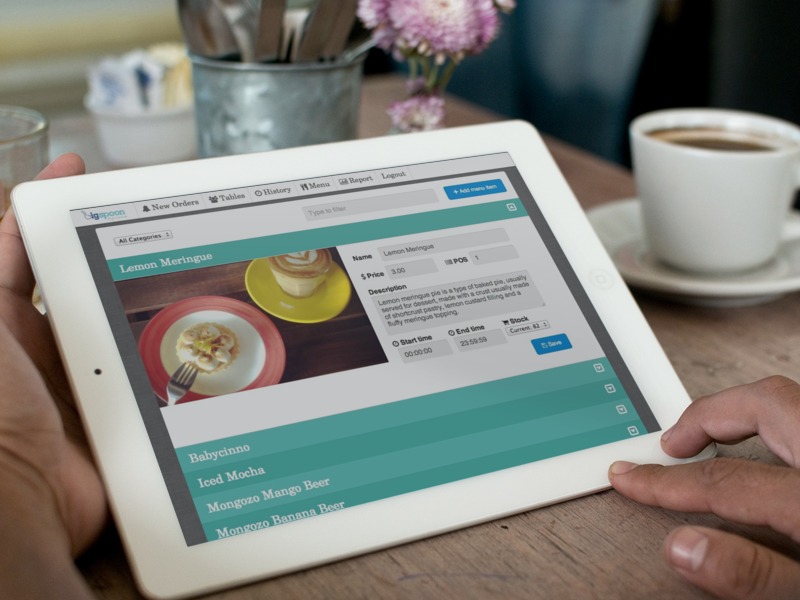 igspoon New Orders Tables History Menu Report Logout
All Categories Type to filter + Add menu item
Lemon Meringue
Name Lemon Meringue
$ Price 3.00 POS 1
Description
Lemon meringue pie is a type of baked pie, usually
served for dessert, made with a crust usually made
of shortcrust pastry, lemon custard filling and a
fluffy meringue topping.
Start time End time Stock
00:00:00 23:59:59 Current: 82
Save
Babycinno
Iced Mocha
Mongozo Mango Beer
Mongozo Banana Beer